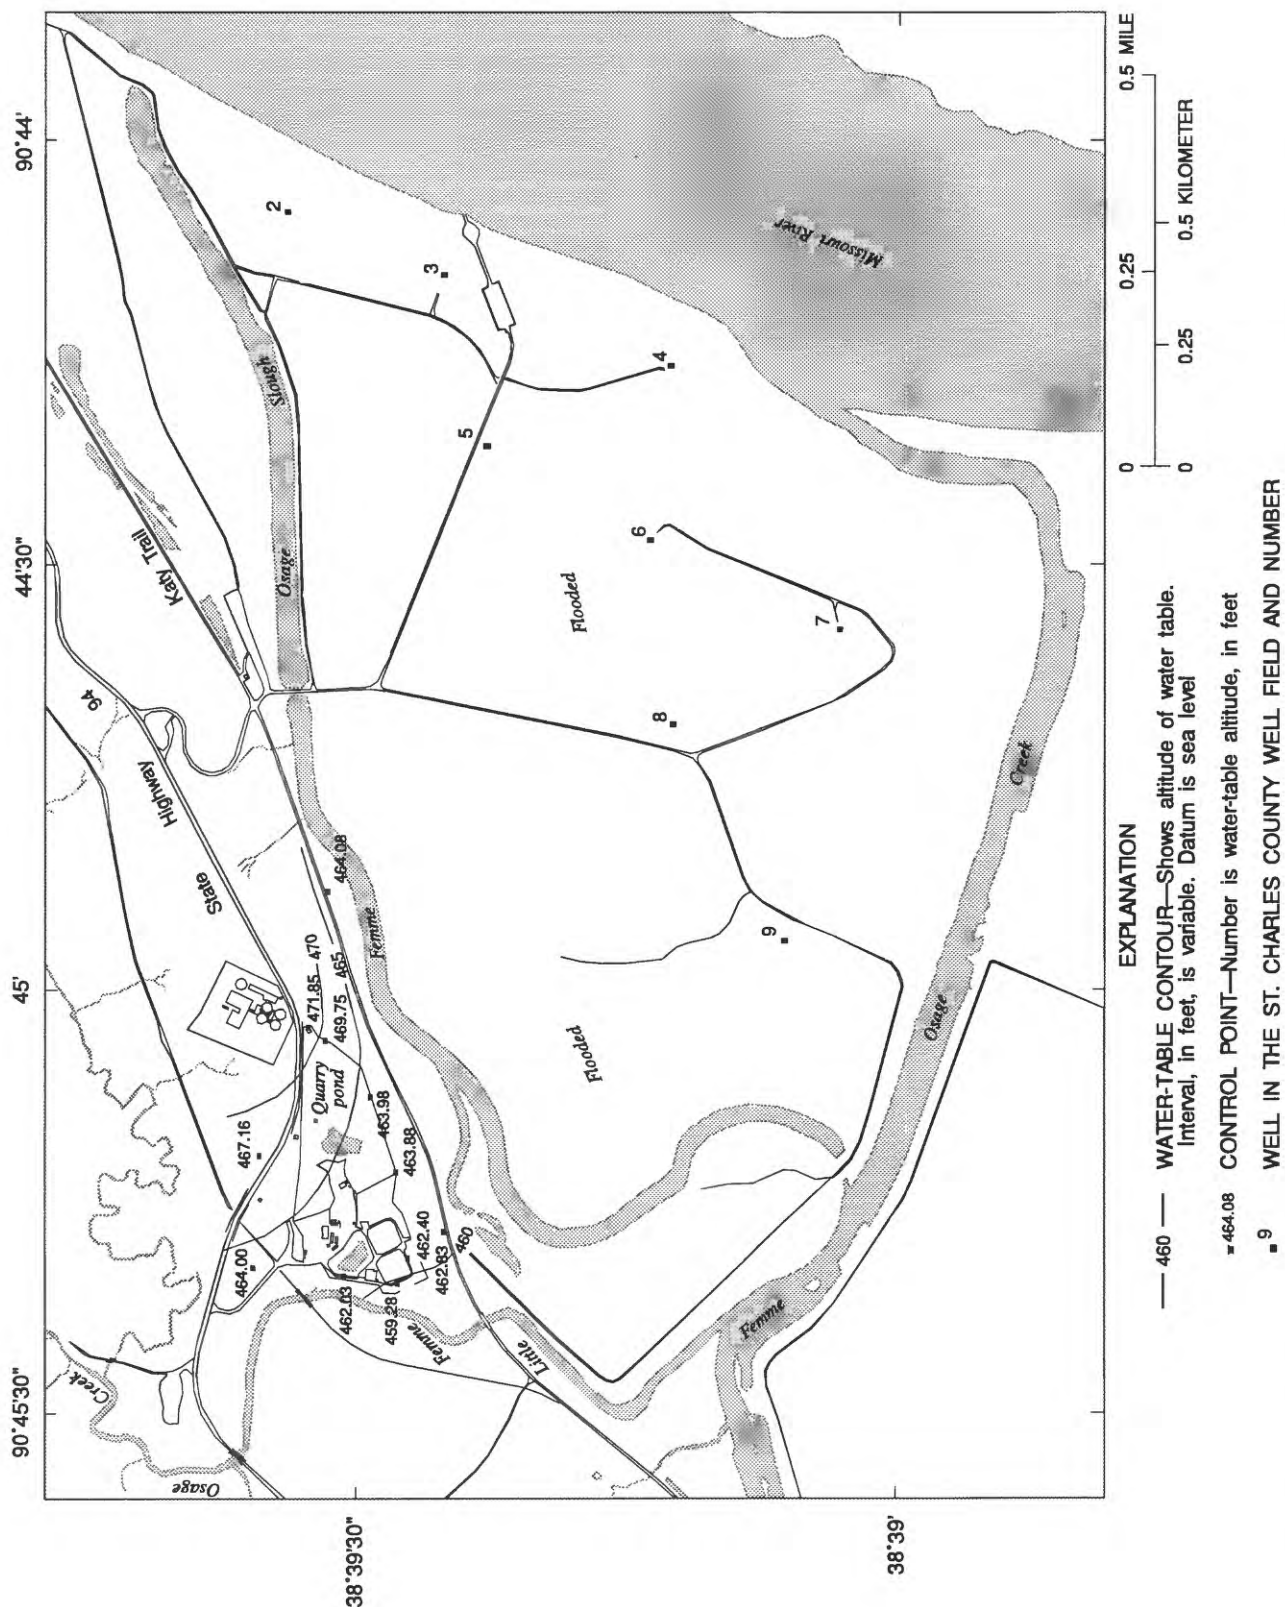 90°45'30"
45'
44'30"
90°44'
38°39'30"
38°39'
Creek
Osage
State
Highway
94
Katy Trail
Osage
Slough
2
3
4
5
6
7
8
9
Flooded
Flooded
Missouri River
464.00
467.16
Quarry
pond
471.85
470
469.75
465
464.08
463.98
463.88
462.03
459.28
462.40
462.83
460
Femme
Little
Femme
Femme
Osage
Creek
EXPLANATION
460 WATER-TABLE CONTOUR—Shows altitude of water table.
Interval, in feet, is variable. Datum is sea level
464.08 CONTROL POINT—Number is water-table altitude, in feet
9 WELL IN THE ST. CHARLES COUNTY WELL FIELD AND NUMBER
0 0.25 0.5 MILE
0 0.25 0.5 KILOMETER